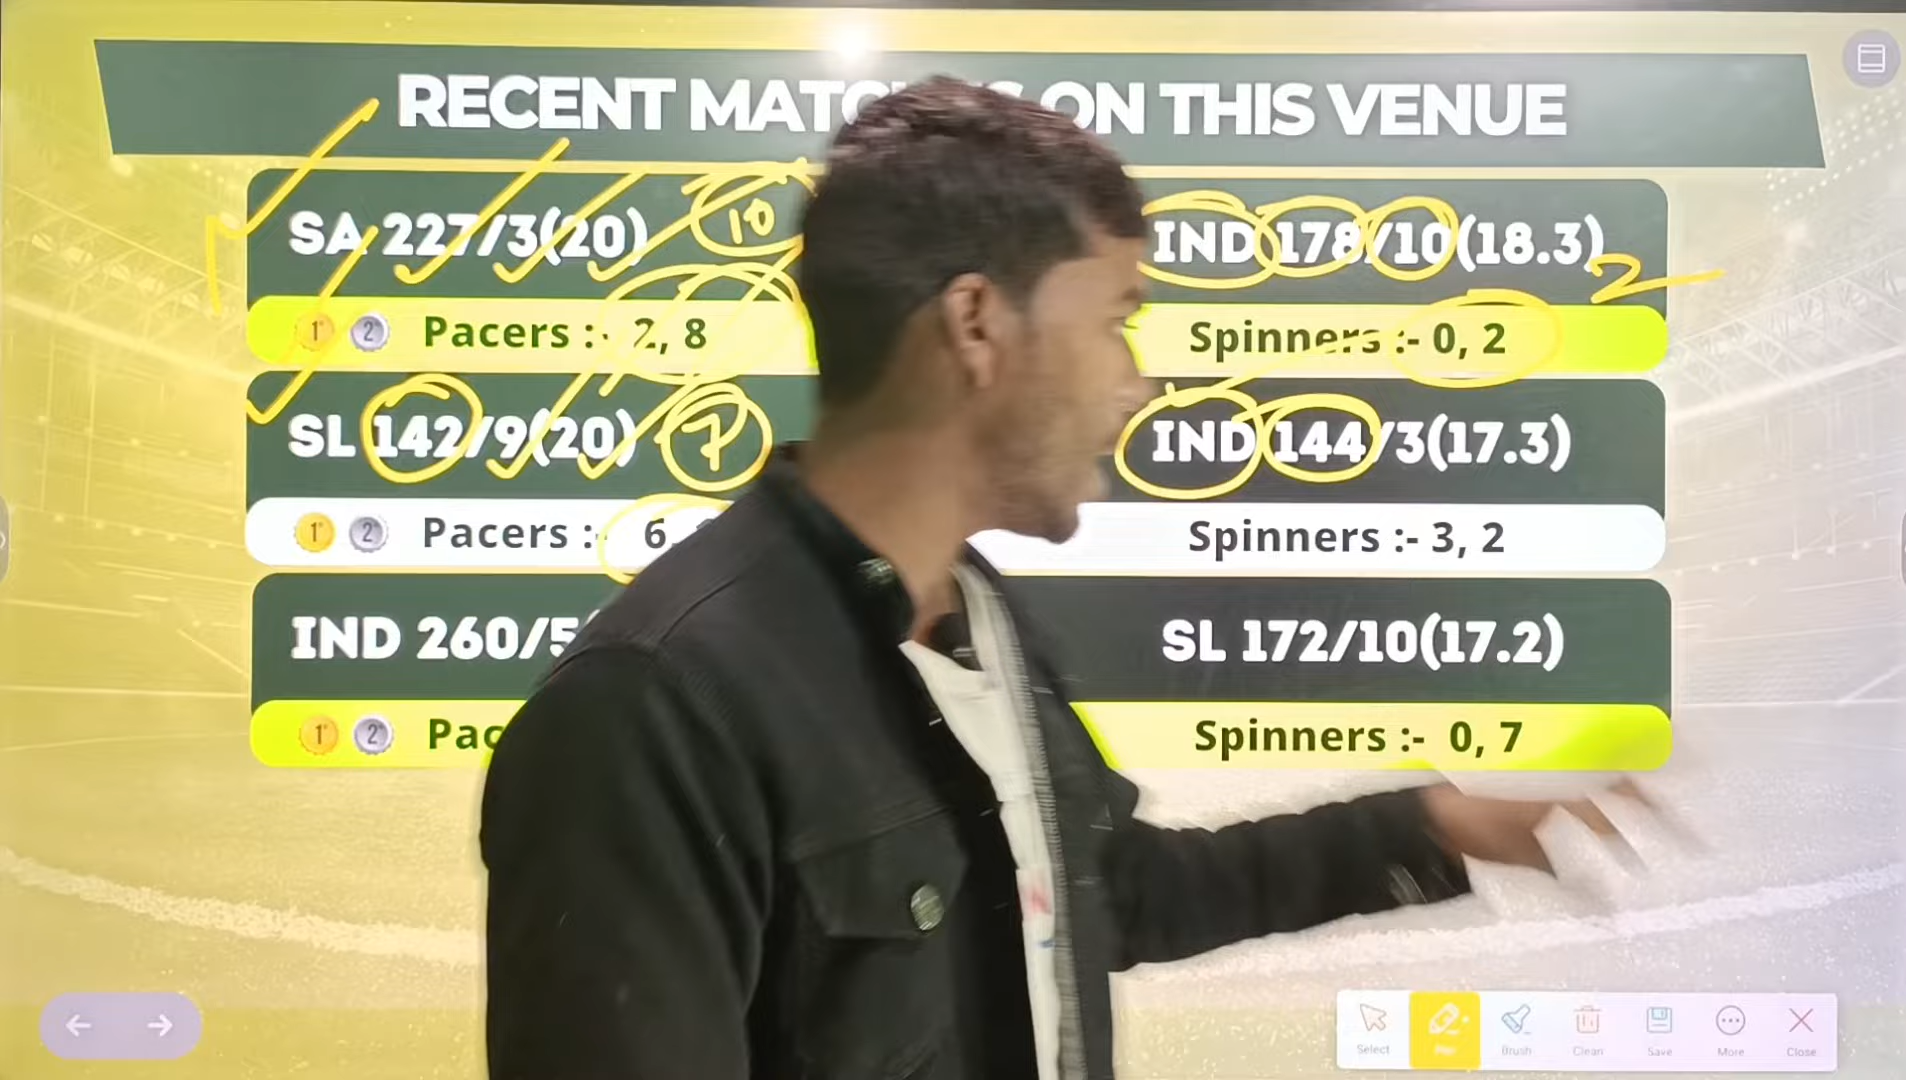 RECENT ON THIS VENUE
SA 227/3(20) 10 IND 178/10(18.3) 2
1" 2" Pacers :- 2, 8 Spinners :- 0, 2
SL 142/9(20) 7 IND 144/3(17.3)
1" 2" Pacers :- 6 Spinners :- 3, 2
IND 260/5 SL 172/10(17.2)
1" 2" Spinners :- 0, 7
Select Brush Clean Save More Close